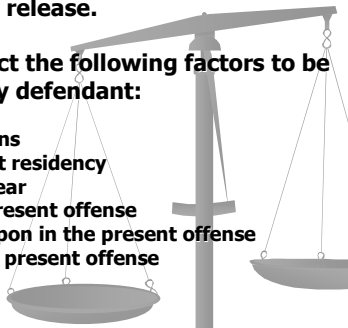 release.
ct the following factors to be
y defendant:
ns
t residency
ear
resent offense
pon in the present offense
present offense